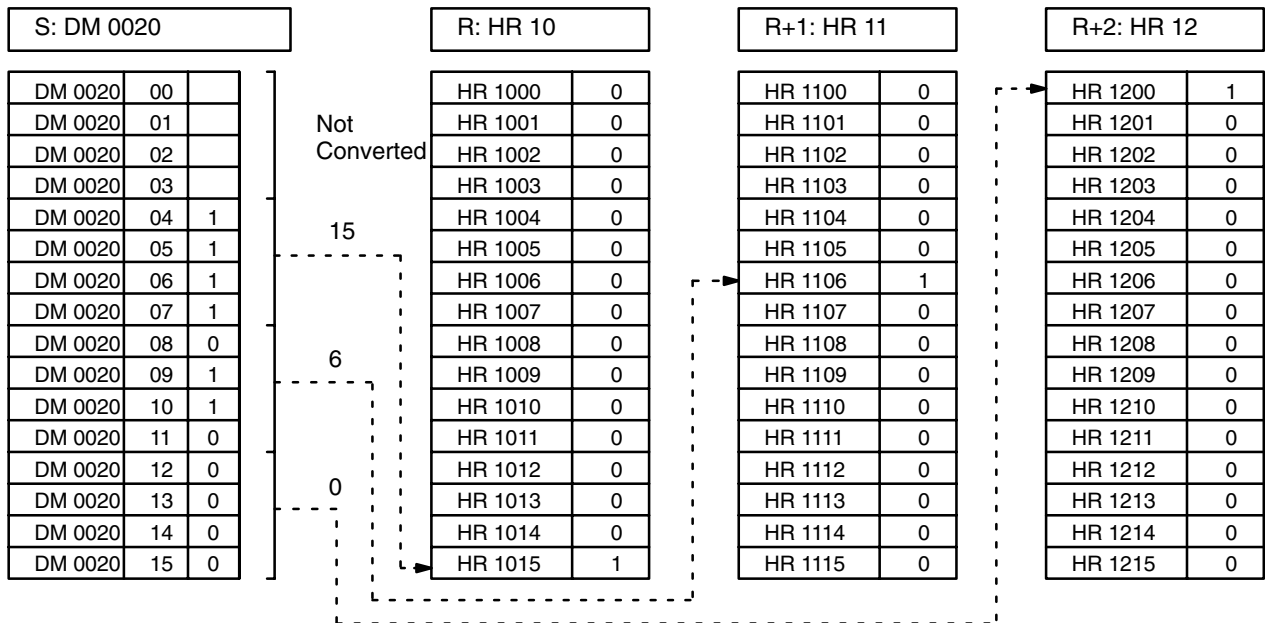 S: DM 0020 R: HR 10 R+1: HR 11 R+2: HR 12
DM 0020 00 HR 1000 0 HR 1100 0 HR 1200 1
DM 0020 01 Not HR 1001 0 HR 1101 0 HR 1201 0
DM 0020 02 Converted HR 1002 0 HR 1102 0 HR 1202 0
DM 0020 03 HR 1003 0 HR 1103 0 HR 1203 0
DM 0020 04 1 15 HR 1004 0 HR 1104 0 HR 1204 0
DM 0020 05 1 HR 1005 0 HR 1105 0 HR 1205 0
DM 0020 06 1 HR 1006 0 HR 1106 1 HR 1206 0
DM 0020 07 1 HR 1007 0 HR 1107 0 HR 1207 0
DM 0020 08 0 6 HR 1008 0 HR 1108 0 HR 1208 0
DM 0020 09 1 HR 1009 0 HR 1109 0 HR 1209 0
DM 0020 10 1 HR 1010 0 HR 1110 0 HR 1210 0
DM 0020 11 0 HR 1011 0 HR 1111 0 HR 1211 0
DM 0020 12 0 0 HR 1012 0 HR 1112 0 HR 1212 0
DM 0020 13 0 HR 1013 0 HR 1113 0 HR 1213 0
DM 0020 14 0 HR 1014 0 HR 1114 0 HR 1214 0
DM 0020 15 0 HR 1015 1 HR 1115 0 HR 1215 0